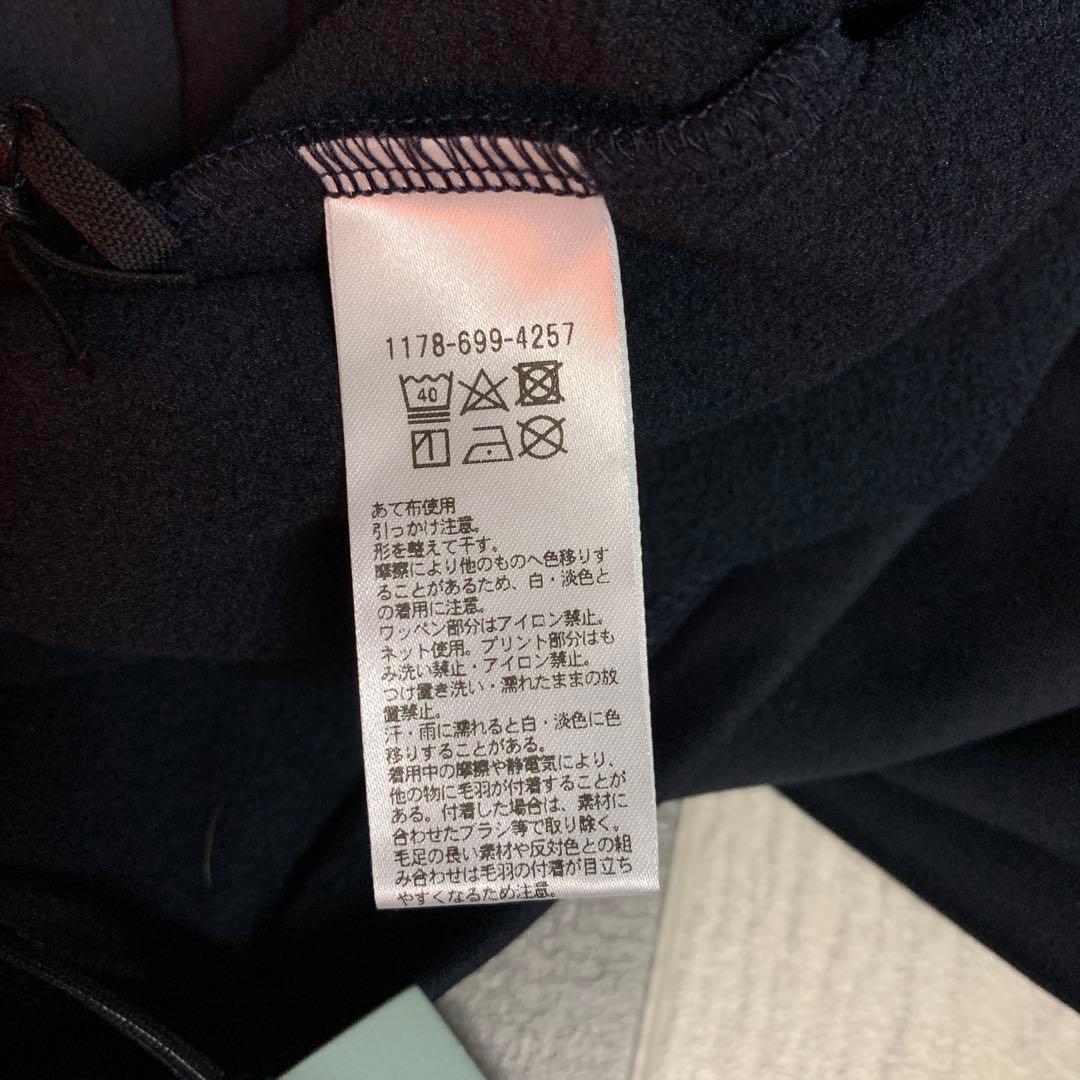 1178-699-4257
40
あて布使用
引っかけ注意。
形を整えて干す。
摩擦により他のものへ色移りす
ることがあるため、白・淡色と
の着用に注意。
ワッペン部分はアイロン禁止。
ネット使用。プリント部分はも
み洗い禁止・アイロン禁止。
つけ置き洗い・濡れたままの放
置禁止。
汗・雨に濡れると白・淡色に色
移りすることがある。
着用中の摩擦や静電気により、
他の物に毛羽が付着することが
ある。付着した場合は、素材に
合わせたブラシ等で取り除く。
毛足の長い素材や反対色との組
み合わせは毛羽の付着が目立ち
やすくなるため注意。